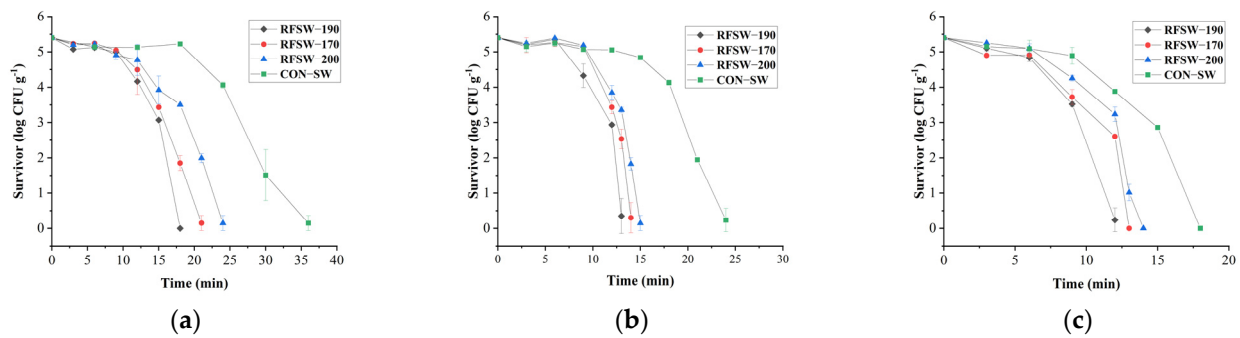 6
5
4
3
2
1
0
Survivor (log CFU g⁻¹)
RFSW−190
RFSW−170
RFSW−200
CON−SW
0 5 10 15 20 25 30 35 40
Time (min)
(a)
6
5
4
3
2
1
0
Survivor (log CFU g⁻¹)
RFSW−190
RFSW−170
RFSW−200
CON−SW
0 5 10 15 20 25 30
Time (min)
(b)
6
5
4
3
2
1
0
Survivor (log CFU g⁻¹)
RFSW−190
RFSW−170
RFSW−200
CON−SW
0 5 10 15 20
Time (min)
(c)